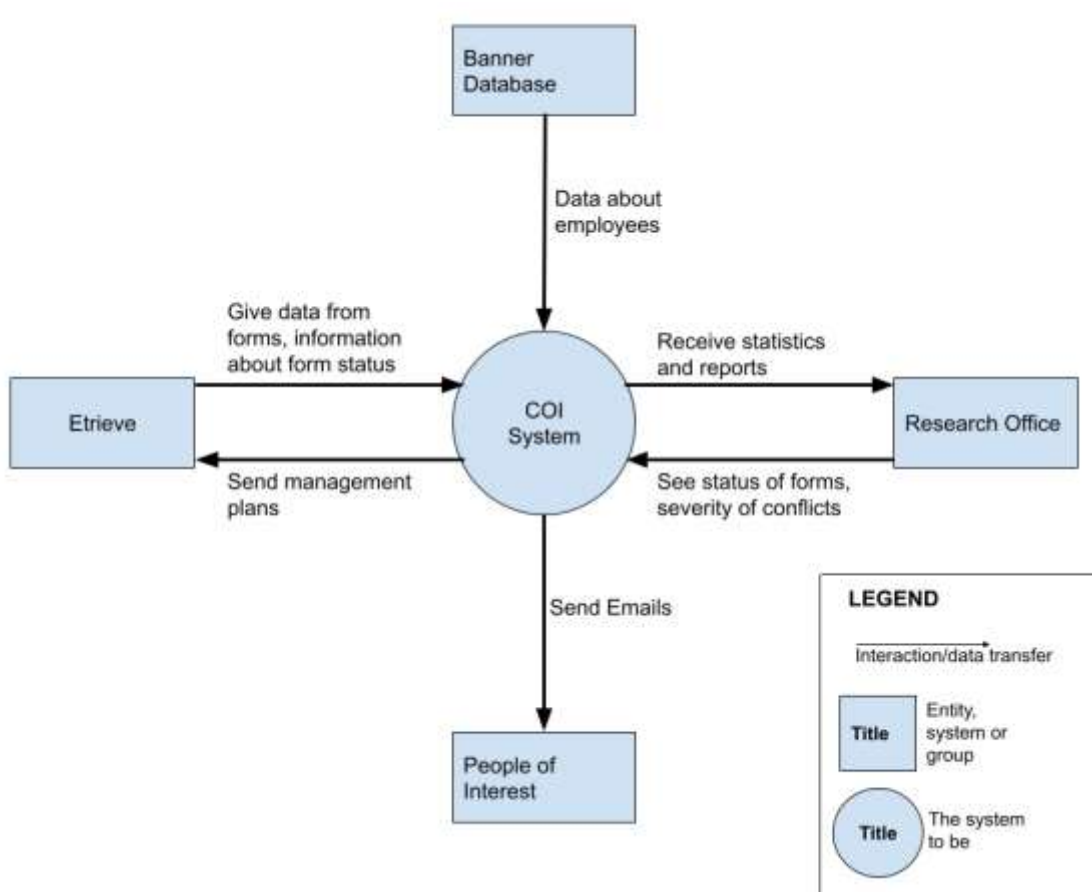 Banner
Database
Data about
employees
Give data from
forms, information
about form status
Receive statistics
and reports
Etrieve
COI
System
Research Office
Send management
plans
See status of forms,
severity of conflicts
Send Emails
People of
Interest
LEGEND
Interaction/data transfer
Title
Entity,
system or
group
Title
The system
to be